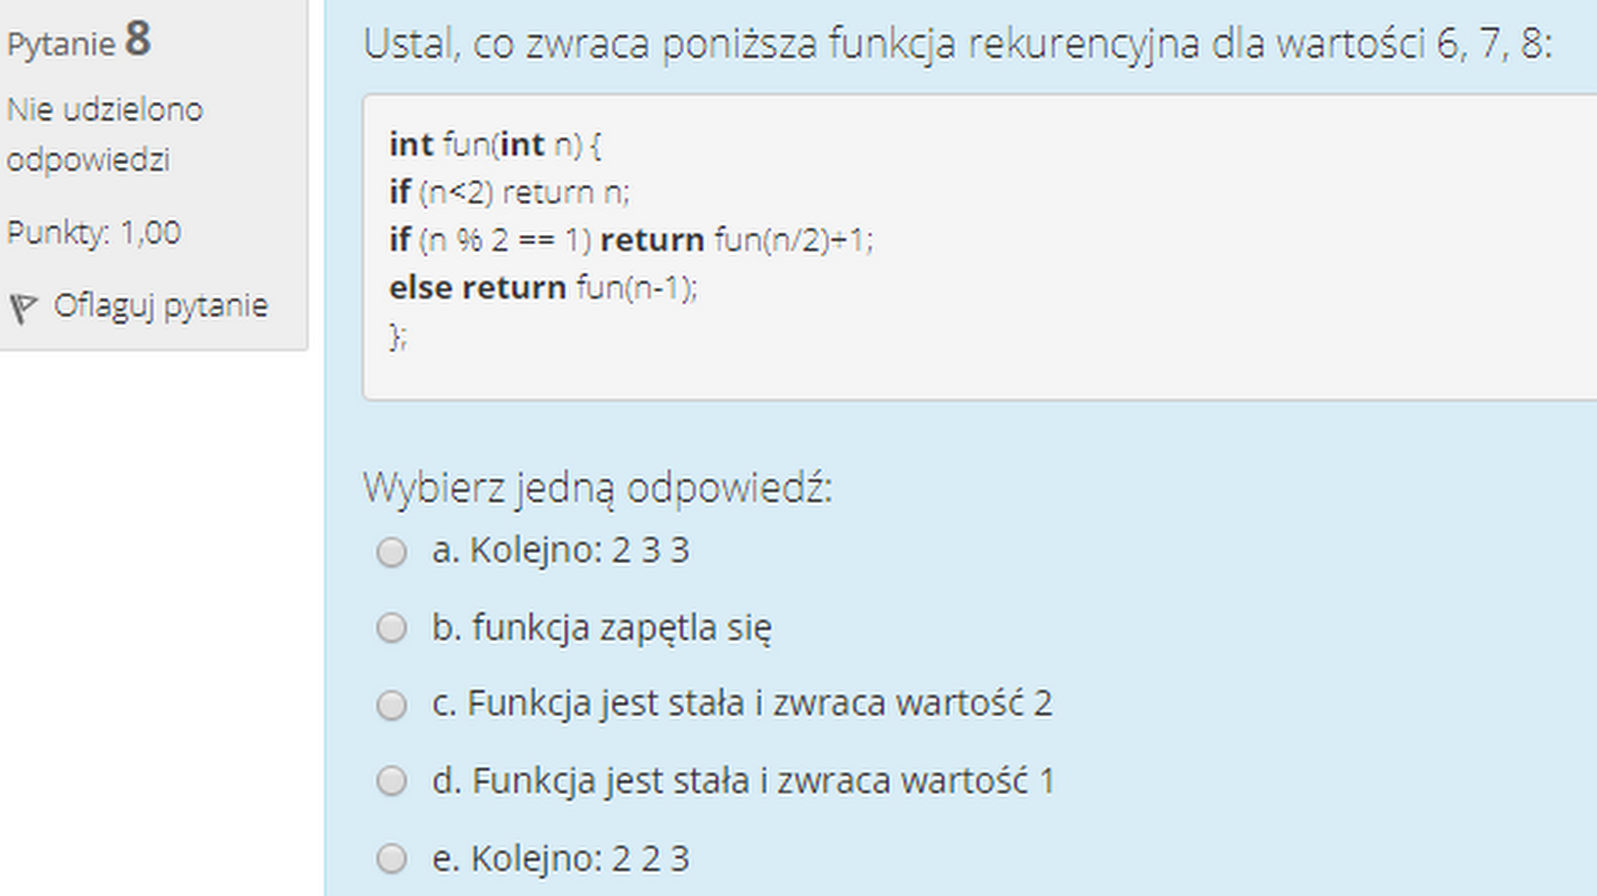 Pytanie 8
Nie udzielono
odpowiedzi
Punkty: 1,00
Oflaguj pytanie
Ustal, co zwraca poniższa funkcja rekurencyjna dla wartości 6, 7, 8:
int fun(int n) {
if (n<2) return n;
if (n % 2 == 1) return fun(n/2)+1;
else return fun(n-1);
};
Wybierz jedną odpowiedź:
a. Kolejno: 2 3 3
b. funkcja zapętla się
c. Funkcja jest stała i zwraca wartość 2
d. Funkcja jest stała i zwraca wartość 1
e. Kolejno: 2 2 3